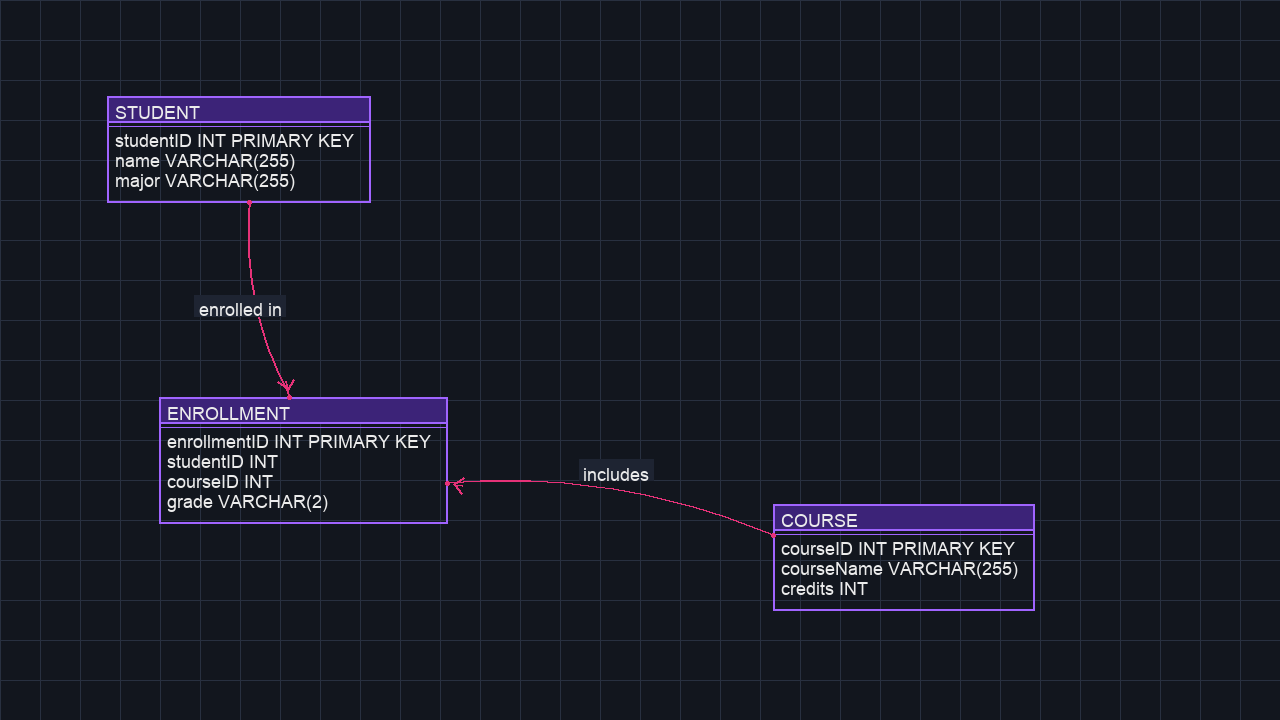 STUDENT
studentID INT PRIMARY KEY
name VARCHAR(255)
major VARCHAR(255)
enrolled in
ENROLLMENT
enrollmentID INT PRIMARY KEY
studentID INT
courseID INT
grade VARCHAR(2)
includes
COURSE
courseID INT PRIMARY KEY
courseName VARCHAR(255)
credits INT